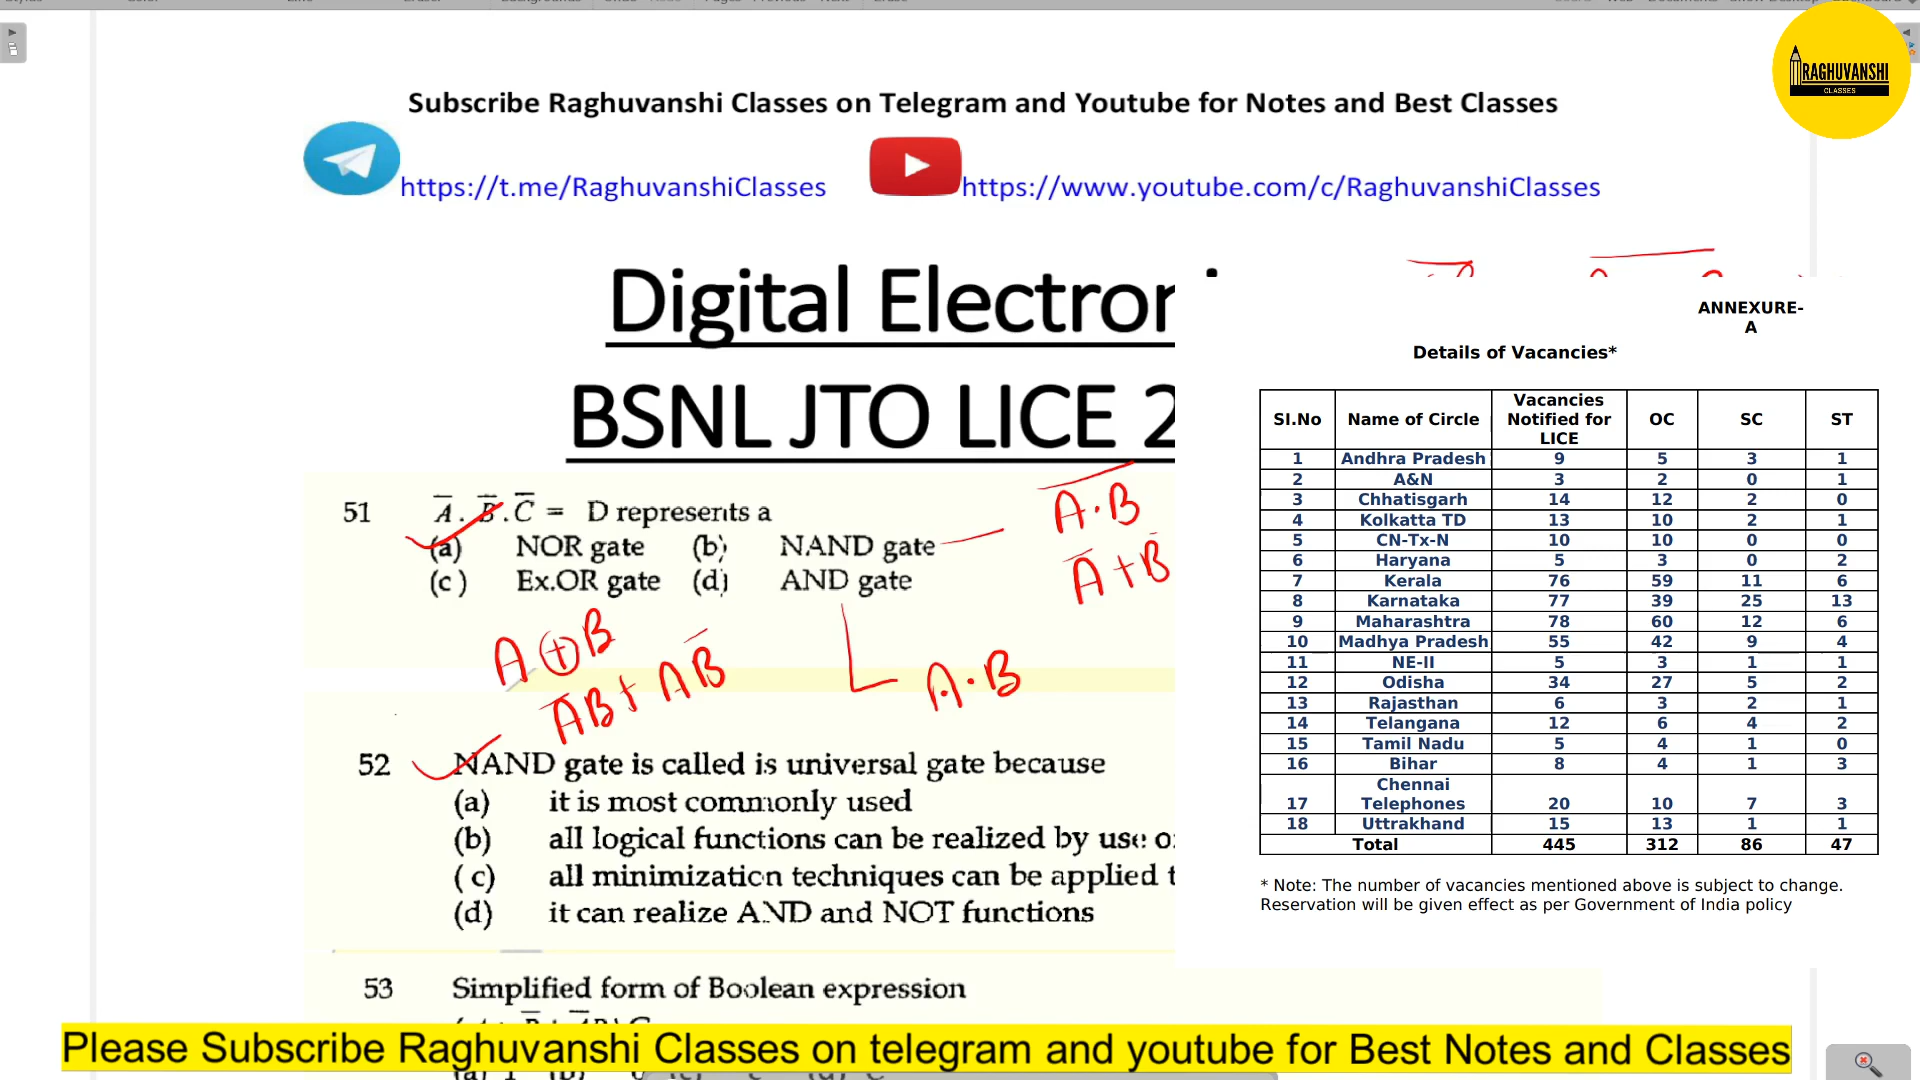 RAGHUVANSHI
CLASSES
Subscribe Raghuvanshi Classes on Telegram and Youtube for Notes and Best Classes
https://t.me/RaghuvanshiClasses https://www.youtube.com/c/RaghuvanshiClasses
Digital Electron
BSNL JTO LICE 2
51 A̅ . B̅ . C̅ = D represents a
(a) NOR gate (b) NAND gate
(c) Ex.OR gate (d) AND gate
A̅·̅B̅
A̅ + B̅
A ⊕ B
A̅B + AB̅
A·B
52 NAND gate is called is universal gate because
(a) it is most commonly used
(b) all logical functions can be realized by use
(c) all minimization techniques can be applied
(d) it can realize AND and NOT functions
53 Simplified form of Boolean expression
ANNEXURE-
A
Details of Vacancies*
Sl.No Name of Circle Vacancies Notified for LICE OC SC ST
1 Andhra Pradesh 9 5 3 1
2 A&N 3 2 0 1
3 Chhatisgarh 14 12 2 0
4 Kolkatta TD 13 10 2 1
5 CN-Tx-N 10 10 0 0
6 Haryana 5 3 0 2
7 Kerala 76 59 11 6
8 Karnataka 77 39 25 13
9 Maharashtra 78 60 12 6
10 Madhya Pradesh 55 42 9 4
11 NE-II 5 3 1 1
12 Odisha 34 27 5 2
13 Rajasthan 6 3 2 1
14 Telangana 12 6 4 2
15 Tamil Nadu 5 4 1 0
16 Bihar 8 4 1 3
17 Chennai Telephones 20 10 7 3
18 Uttrakhand 15 13 1 1
Total 445 312 86 47
* Note: The number of vacancies mentioned above is subject to change.
Reservation will be given effect as per Government of India policy
Please Subscribe Raghuvanshi Classes on telegram and youtube for Best Notes and Classes